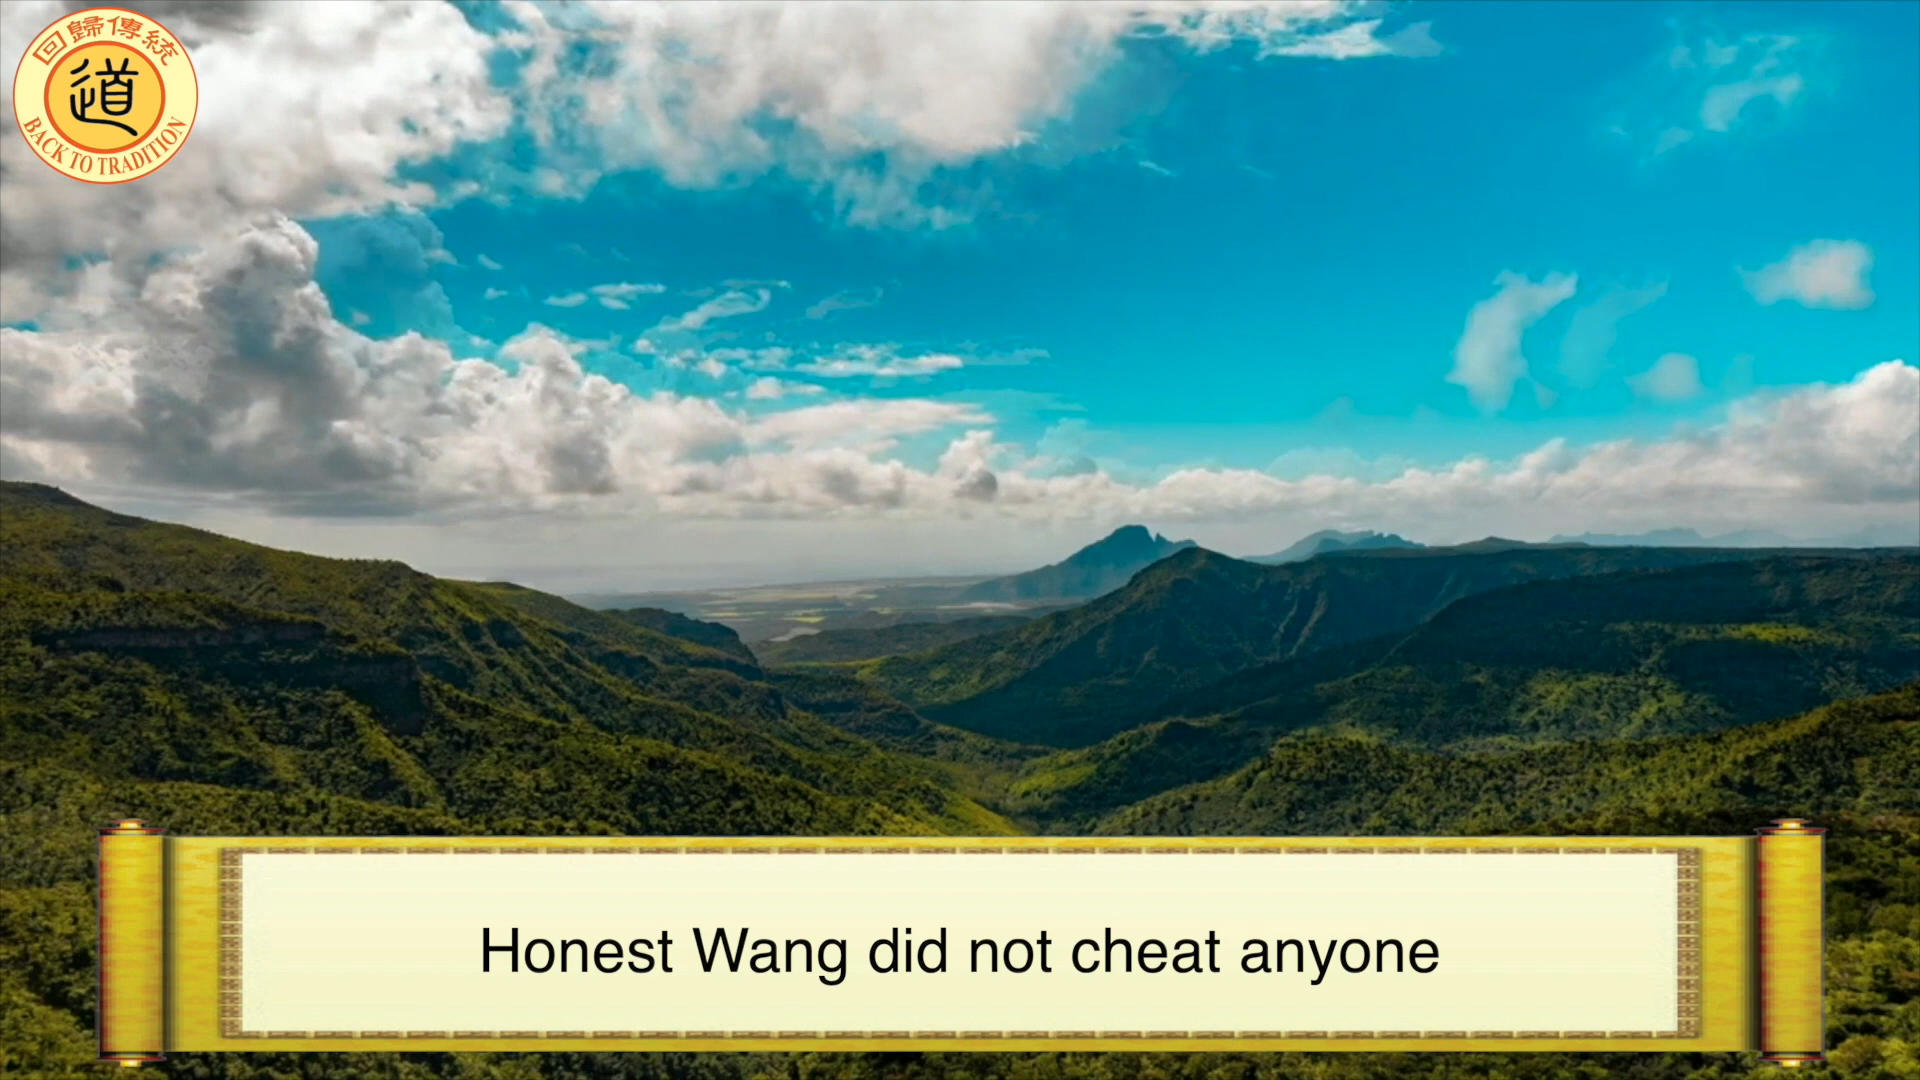 回歸傳統
道
BACK TO TRADITION
Honest Wang did not cheat anyone